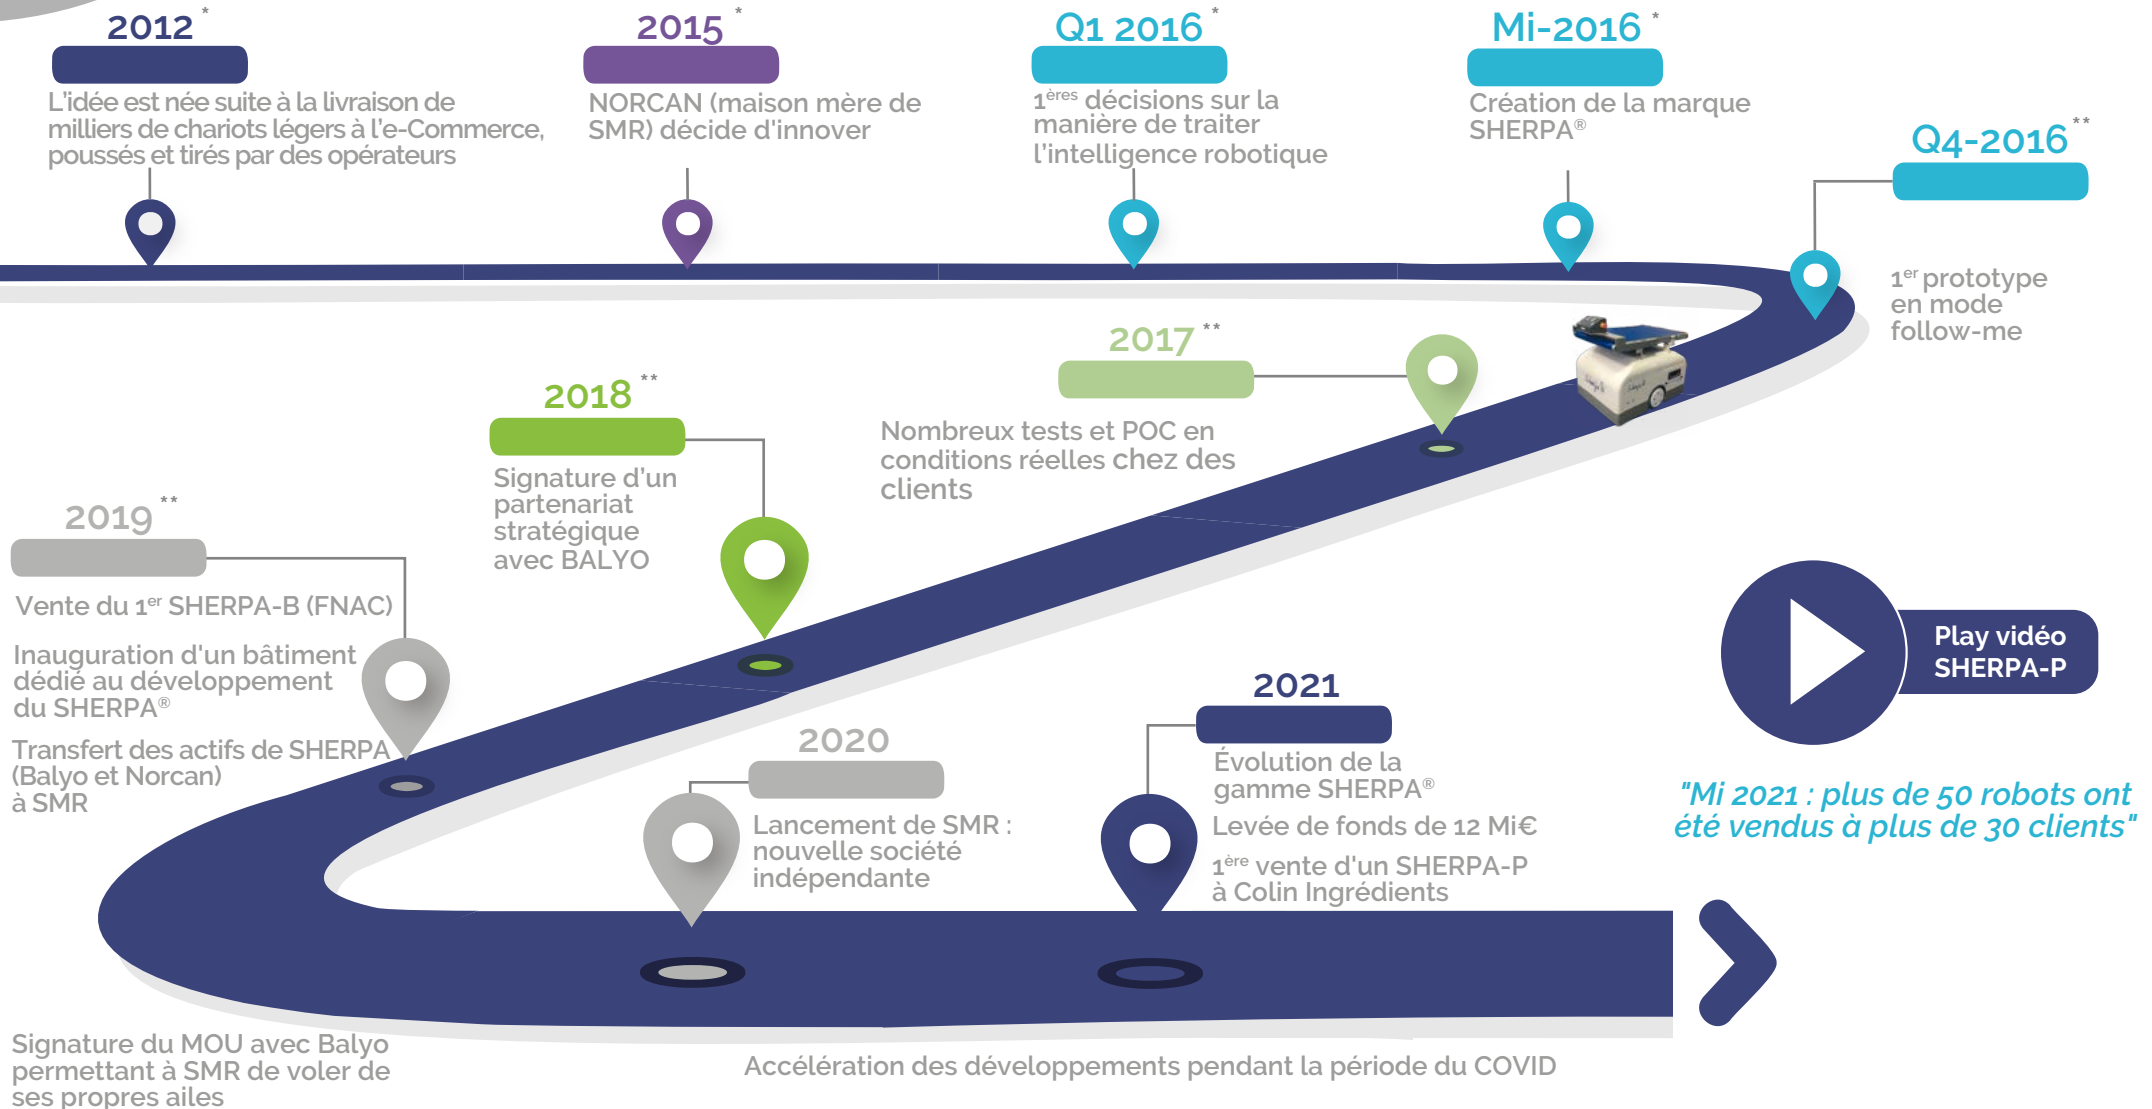 2012 *
L'idée est née suite à la livraison de
milliers de chariots légers à l'e-Commerce,
poussés et tirés par des opérateurs
2015 *
NORCAN (maison mère de
SMR) décide d'innover
Q1 2016 *
1ères décisions sur la
manière de traiter
l'intelligence robotique
Mi-2016 *
Création de la marque
SHERPA®
Q4-2016 **
1er prototype
en mode
follow-me
2017 **
Nombreux tests et POC en
conditions réelles chez des
clients
2018 **
Signature d'un
partenariat
stratégique
avec BALYO
2019 **
Vente du 1er SHERPA-B (FNAC)
Inauguration d'un bâtiment
dédié au développement
du SHERPA®
Transfert des actifs de SHERPA
(Balyo et Norcan)
à SMR
2020
Lancement de SMR :
nouvelle société
indépendante
2021
Évolution de la
gamme SHERPA®
Levée de fonds de 12 Mi€
1ère vente d'un SHERPA-P
à Colin Ingrédients
Play vidéo
SHERPA-P
"Mi 2021 : plus de 50 robots ont
été vendus à plus de 30 clients"
Signature du MOU avec Balyo
permettant à SMR de voler de
ses propres ailes
Accélération des développements pendant la période du COVID